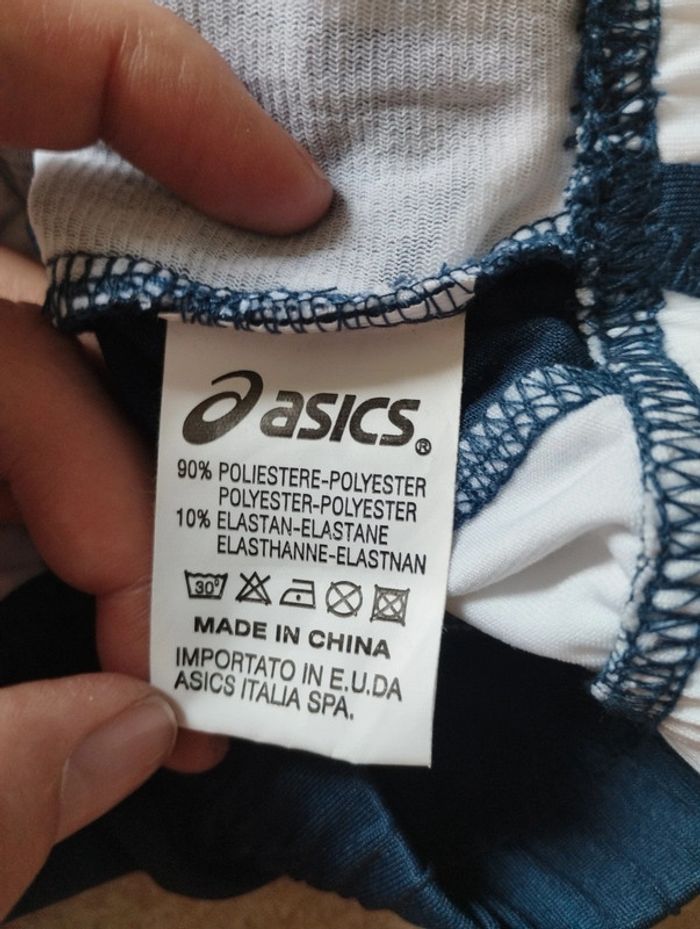 asics®
90% POLIESTERE-POLYESTER
POLYESTER-POLYESTER
10% ELASTAN-ELASTANE
ELASTHANNE-ELASTNAN
30°
MADE IN CHINA
IMPORTATO IN E.U.DA
ASICS ITALIA SPA.